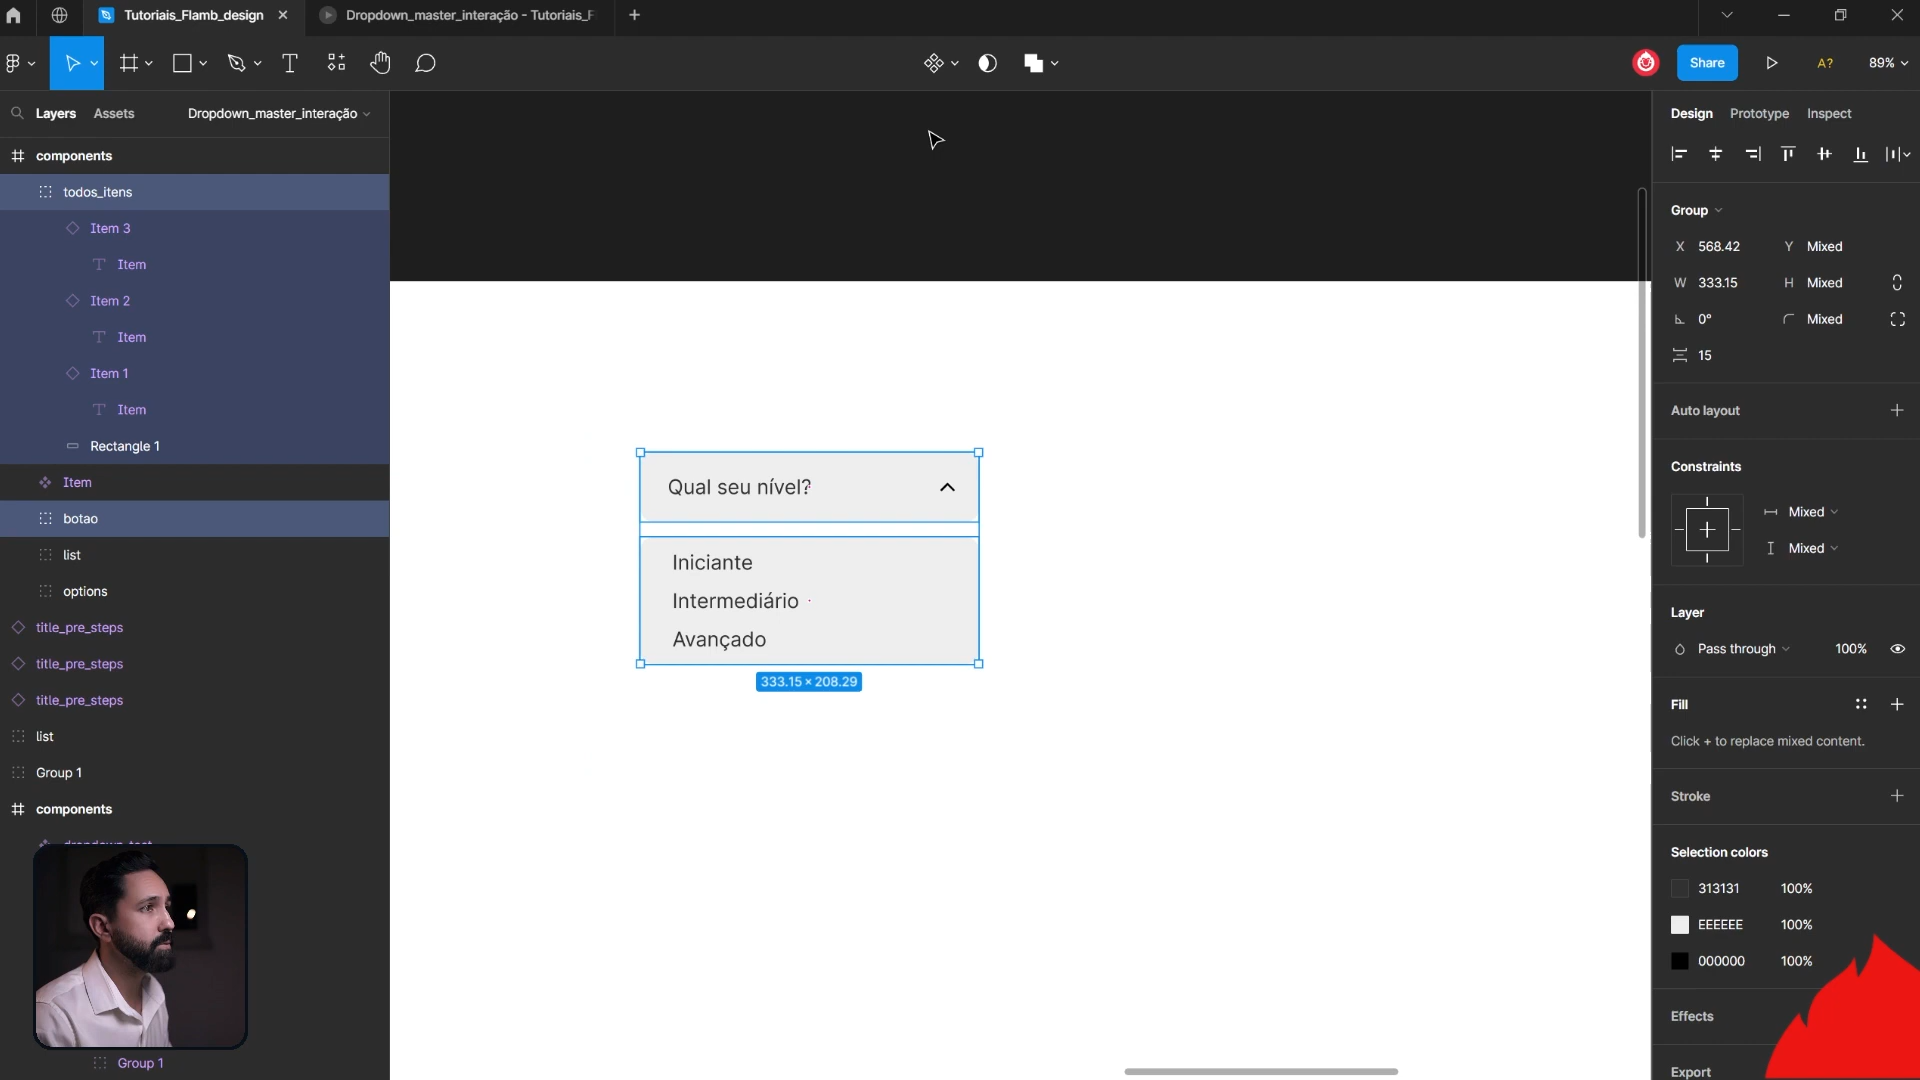 Tutoriais_Flamb_design
Dropdown_master_interação - Tutoriais_F
Share
A?
89%
Layers
Assets
Dropdown_master_interação
Design
Prototype
Inspect
components
todos_itens
Item 3
Item
Item 2
Item
Item 1
Item
Rectangle 1
Item
botao
list
options
title_pre_steps
title_pre_steps
title_pre_steps
list
Group 1
components
dropdown_test
Group 1
Qual seu nível?
Iniciante
Intermediário
Avançado
333.15 × 208.29
Group
X 568.42 Y Mixed
W 333.15 H Mixed
0° Mixed
15
Auto layout
Constraints
Mixed
Mixed
Layer
Pass through 100%
Fill
Click + to replace mixed content.
Stroke
Selection colors
313131 100%
EEEEEE 100%
000000 100%
Effects
Export